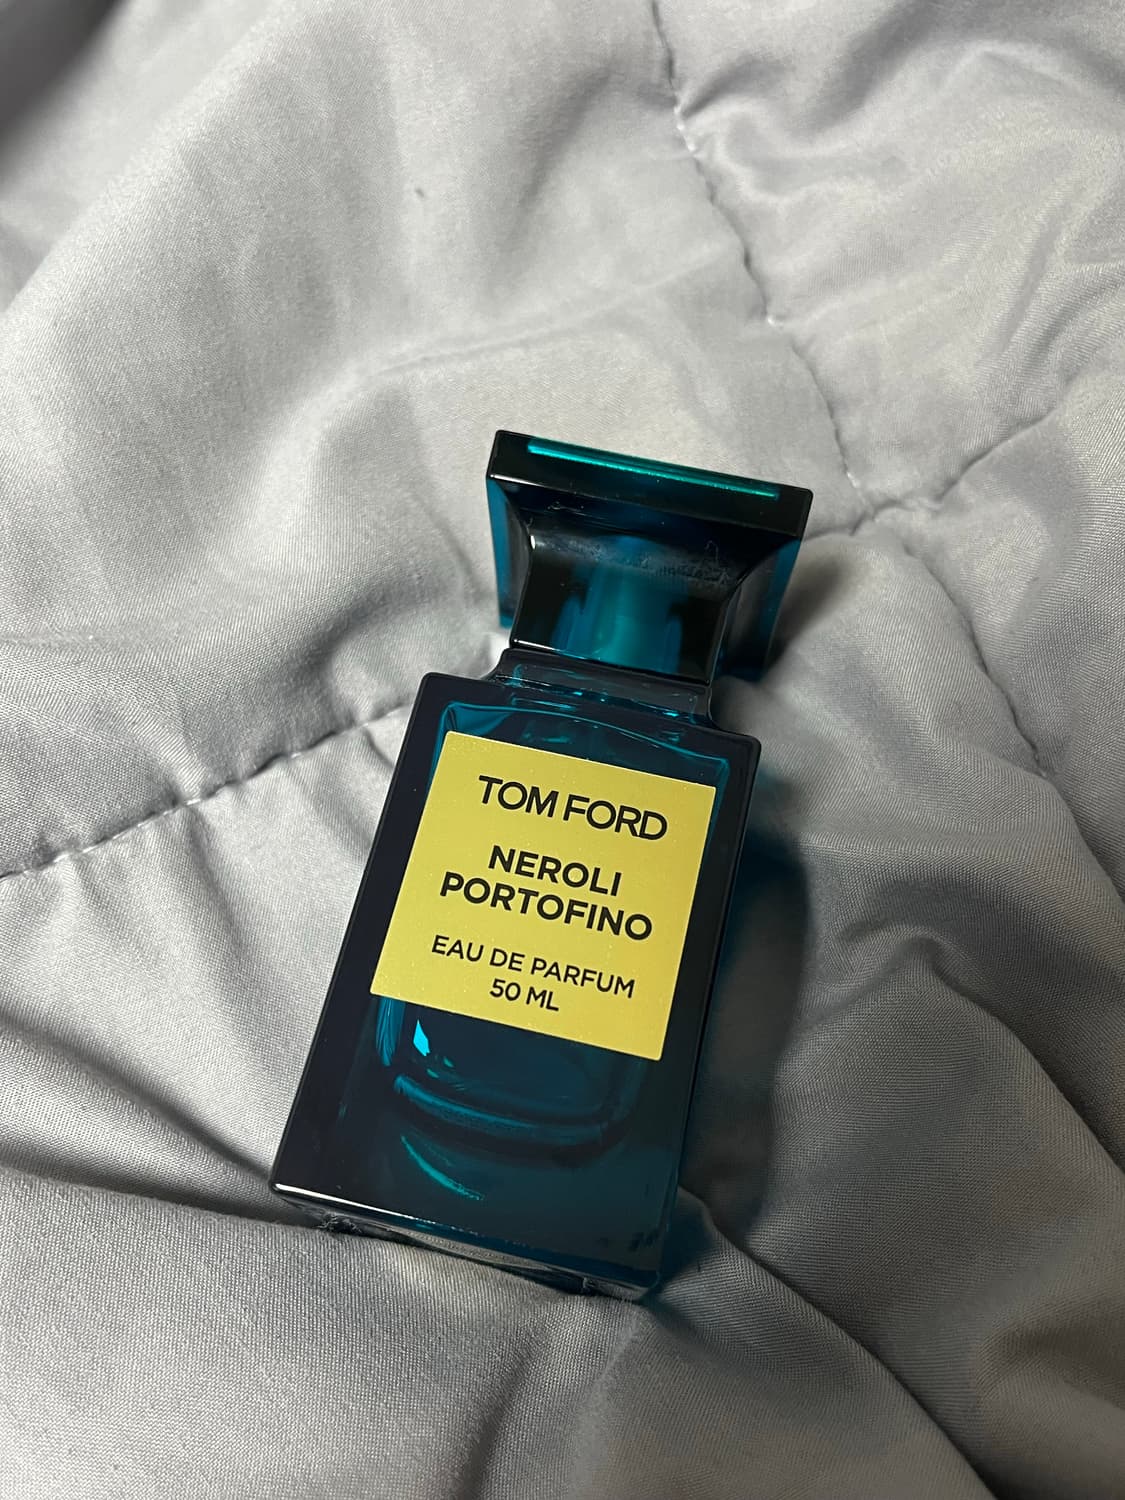 TOM FORD
NEROLI
PORTOFINO
EAU DE PARFUM
50 ML